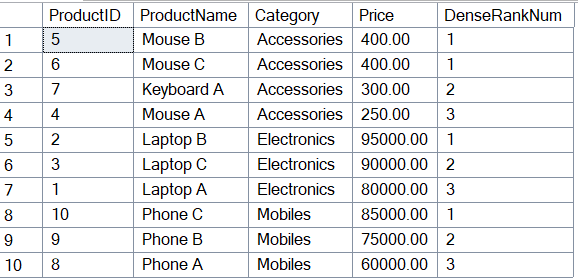 ProductID ProductName Category Price DenseRankNum
1 5 Mouse B Accessories 400.00 1
2 6 Mouse C Accessories 400.00 1
3 7 Keyboard A Accessories 300.00 2
4 4 Mouse A Accessories 250.00 3
5 2 Laptop B Electronics 95000.00 1
6 3 Laptop C Electronics 90000.00 2
7 1 Laptop A Electronics 80000.00 3
8 10 Phone C Mobiles 85000.00 1
9 9 Phone B Mobiles 75000.00 2
10 8 Phone A Mobiles 60000.00 3